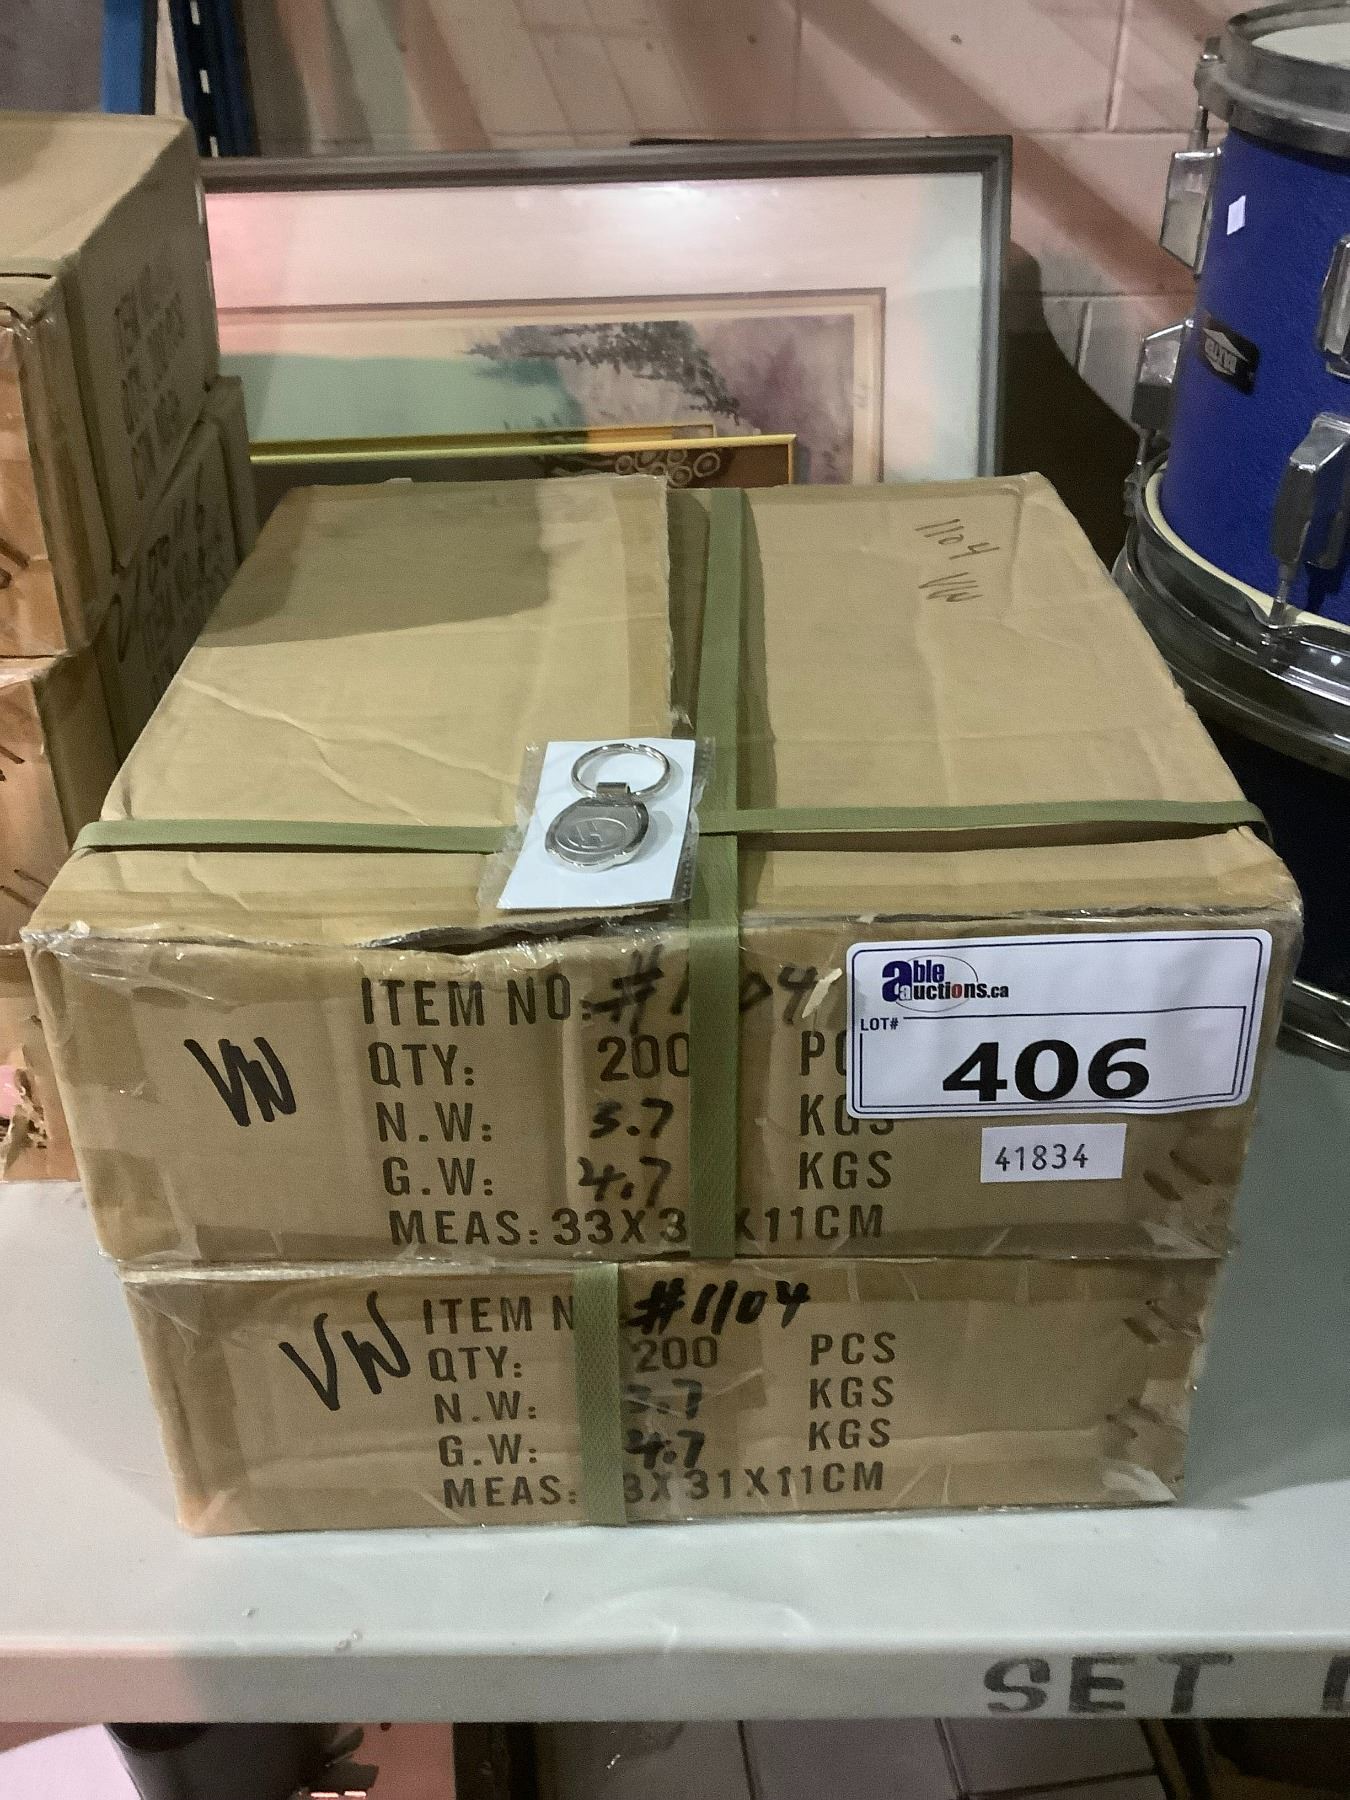 1104
VW
ITEM NO: #1104
VW
QTY: 200 PC
N.W: 3.7 KGS
G.W: 4.7 KGS
MEAS: 33X3 X11CM
able
auctions.ca
LOT#
406
41834
VW
ITEM N #1104
QTY: 200 PCS
N.W: 3.7 KGS
G.W: 4.7 KGS
MEAS: 3X31X11CM
SET